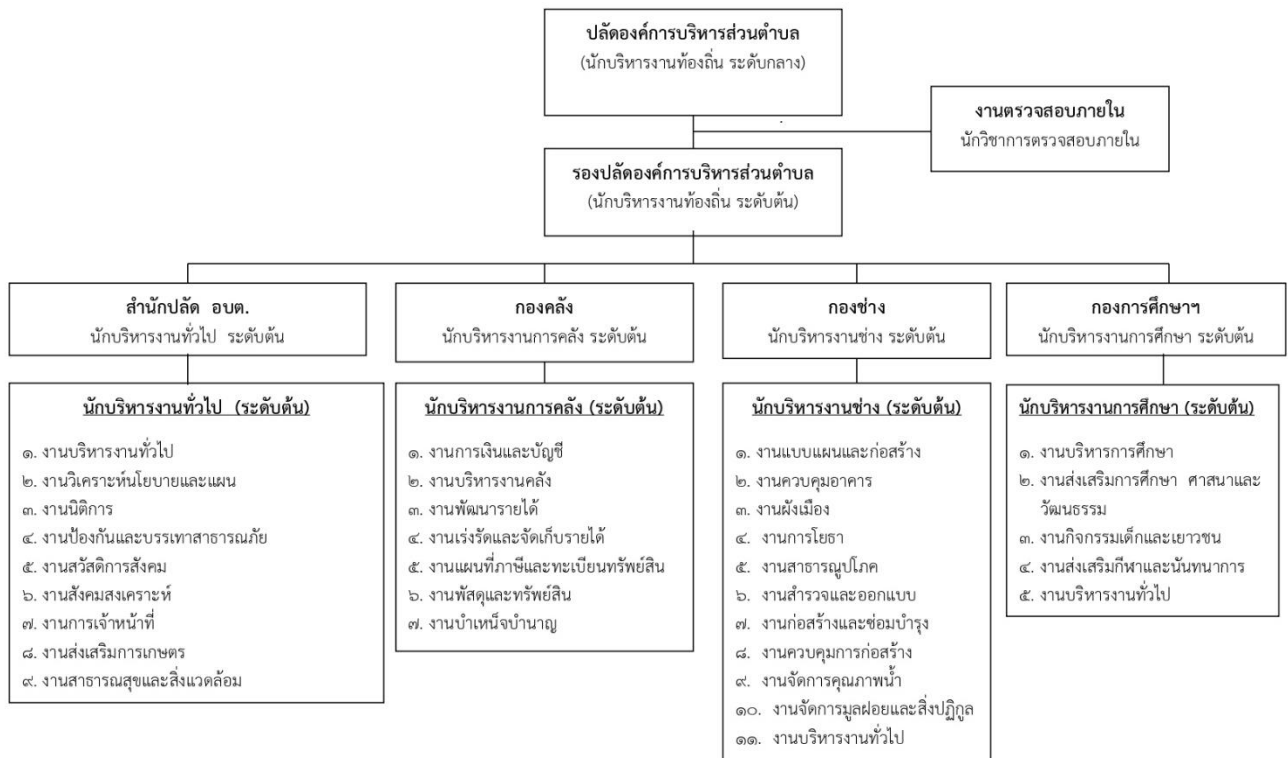 ปลัดองค์การบริหารส่วนตำบล
(นักบริหารงานท้องถิ่น ระดับกลาง)
งานตรวจสอบภายใน
นักวิชาการตรวจสอบภายใน
รองปลัดองค์การบริหารส่วนตำบล
(นักบริหารงานท้องถิ่น ระดับต้น)
สำนักปลัด อบต.
นักบริหารงานทั่วไป ระดับต้น
กองคลัง
นักบริหารงานการคลัง ระดับต้น
กองช่าง
นักบริหารงานช่าง ระดับต้น
กองการศึกษาฯ
นักบริหารงานการศึกษา ระดับต้น
นักบริหารงานทั่วไป (ระดับต้น)
๑. งานบริหารงานทั่วไป
๒. งานวิเคราะห์นโยบายและแผน
๓. งานนิติการ
๔. งานป้องกันและบรรเทาสาธารณภัย
๕. งานสวัสดิการสังคม
๖. งานสังคมสงเคราะห์
๗. งานการเจ้าหน้าที่
๘. งานส่งเสริมการเกษตร
๙. งานสาธารณสุขและสิ่งแวดล้อม
นักบริหารงานการคลัง (ระดับต้น)
๑. งานการเงินและบัญชี
๒. งานบริหารงานคลัง
๓. งานพัฒนารายได้
๔. งานเร่งรัดและจัดเก็บรายได้
๕. งานแผนที่ภาษีและทะเบียนทรัพย์สิน
๖. งานพัสดุและทรัพย์สิน
๗. งานบำเหน็จบำนาญ
นักบริหารงานช่าง (ระดับต้น)
๑. งานแบบแผนและก่อสร้าง
๒. งานควบคุมอาคาร
๓. งานผังเมือง
๔. งานการโยธา
๕. งานสาธารณูปโภค
๖. งานสำรวจและออกแบบ
๗. งานก่อสร้างและซ่อมบำรุง
๘. งานควบคุมการก่อสร้าง
๙. งานจัดการคุณภาพน้ำ
๑๐. งานจัดการมูลฝอยและสิ่งปฏิกูล
๑๑. งานบริหารงานทั่วไป
นักบริหารงานการศึกษา (ระดับต้น)
๑. งานบริหารการศึกษา
๒. งานส่งเสริมการศึกษา ศาสนาและ
วัฒนธรรม
๓. งานกิจกรรมเด็กและเยาวชน
๔. งานส่งเสริมกีฬาและนันทนาการ
๕. งานบริหารงานทั่วไป